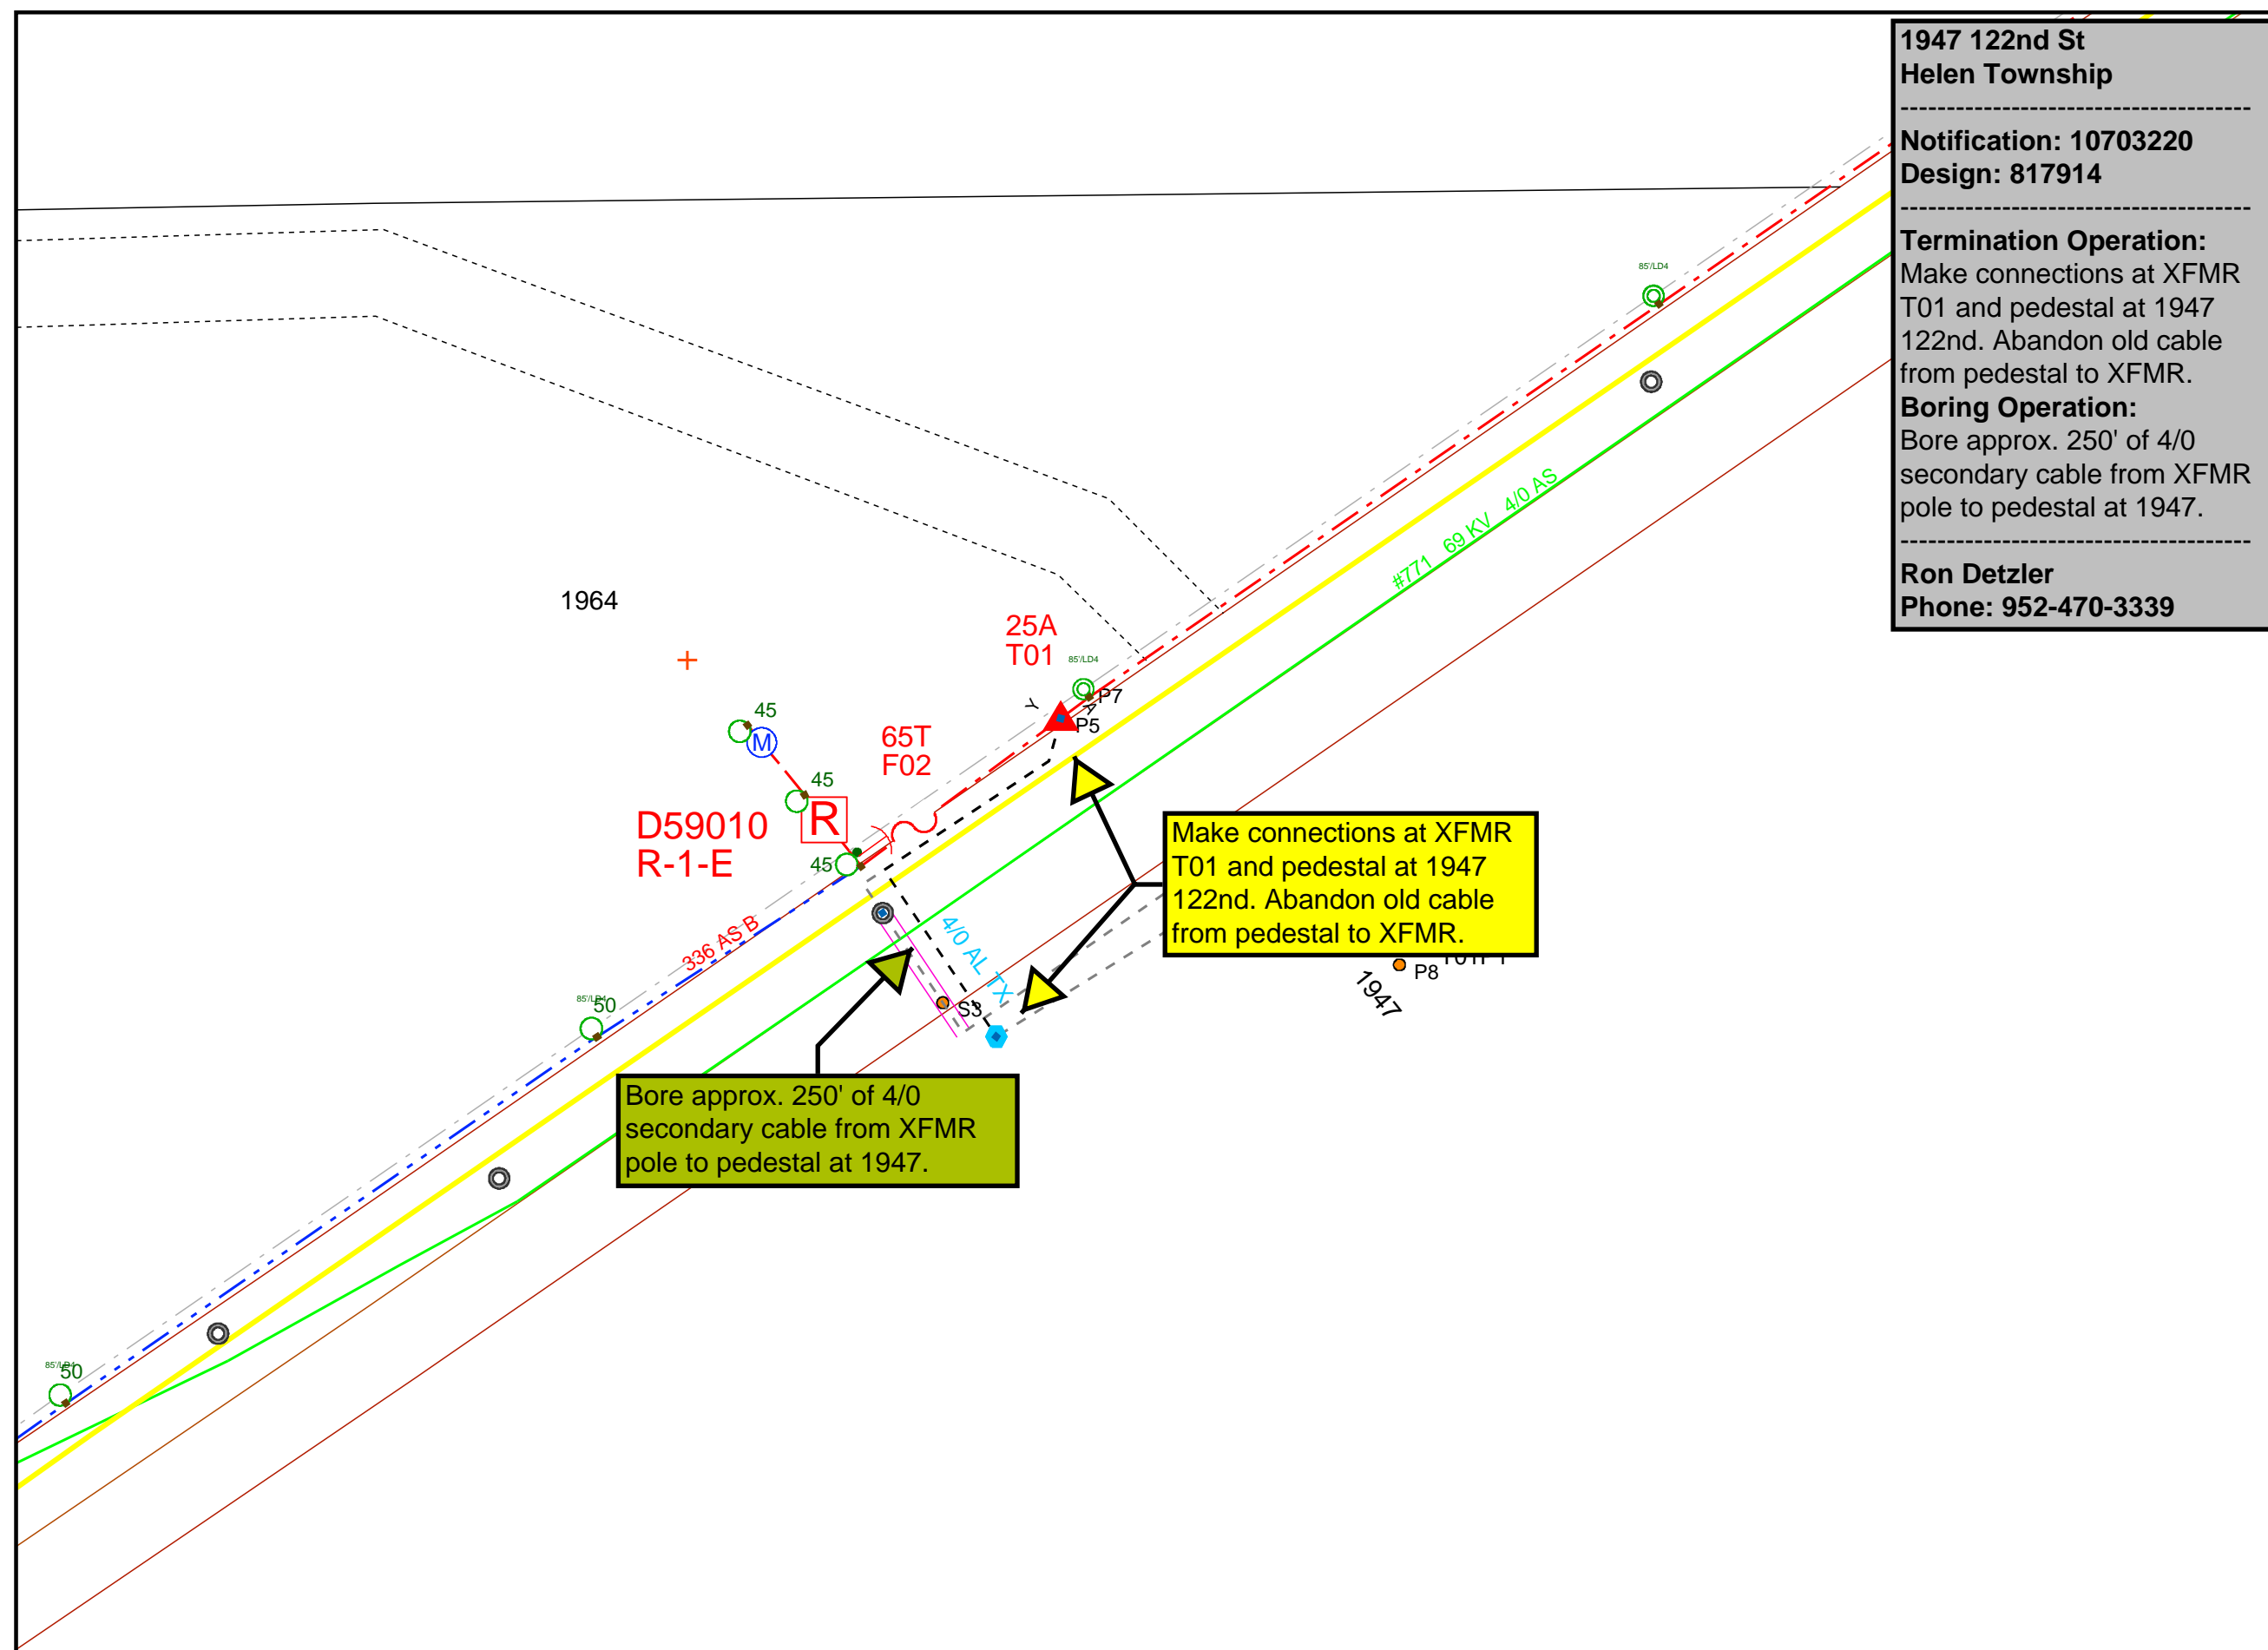 1947 122nd St
Helen Township
--------------------------------------
Notification: 10703220
Design: 817914
--------------------------------------
Termination Operation:
Make connections at XFMR
T01 and pedestal at 1947
122nd. Abandon old cable
from pedestal to XFMR.
Boring Operation:
Bore approx. 250' of 4/0
secondary cable from XFMR
pole to pedestal at 1947.
--------------------------------------
Ron Detzler
Phone: 952-470-3339
85'/LD4
#771 69 KV 4/0 AS
1964
25A
T01
85'/LD4
P7
Y
A
P5
45
M
65T
F02
45
R
D59010
R-1-E
45
Make connections at XFMR
T01 and pedestal at 1947
122nd. Abandon old cable
from pedestal to XFMR.
336 AS B
4/0 AL TX
P8
1947
S3
85'/LD4
50
Bore approx. 250' of 4/0
secondary cable from XFMR
pole to pedestal at 1947.
85'/LD4
50